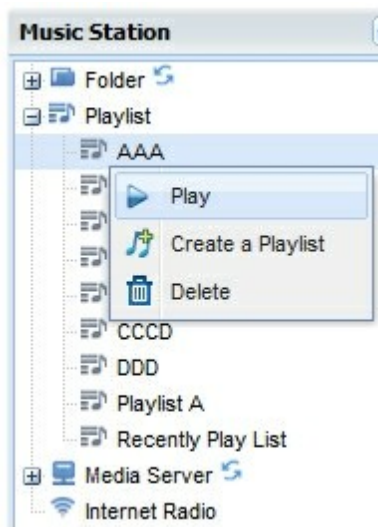 Music Station
Folder
Playlist
AAA
Play
Create a Playlist
Delete
CCCD
DDD
Playlist A
Recently Play List
Media Server
Internet Radio